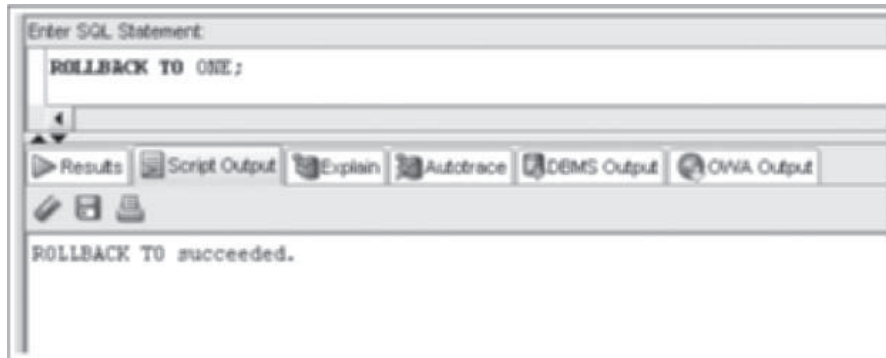 Enter SQL Statement:
ROLLBACK TO ONE;
Results Script Output Explain Autotrace DBMS Output OWA Output
ROLLBACK TO succeeded.